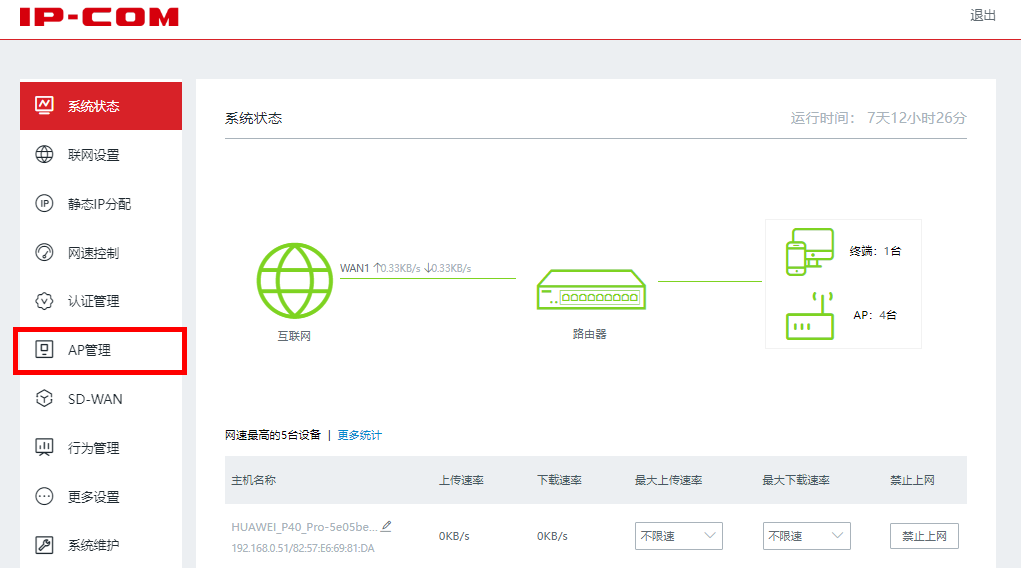 IP-COM
退出
系统状态
联网设置
静态IP分配
网速控制
认证管理
AP管理
SD-WAN
行为管理
更多设置
系统维护
系统状态 运行时间： 7天12小时26分
WAN1 ↑0.33KB/s ↓0.33KB/s
互联网
路由器
终端：1台
AP：4台
网速最高的5台设备 | 更多统计
主机名称 上传速率 下载速率 最大上传速率 最大下载速率 禁止上网
HUAWEI_P40_Pro-5e05be...
192.168.0.51/82:57:E6:69:81:DA
0KB/s 0KB/s 不限速 不限速 禁止上网